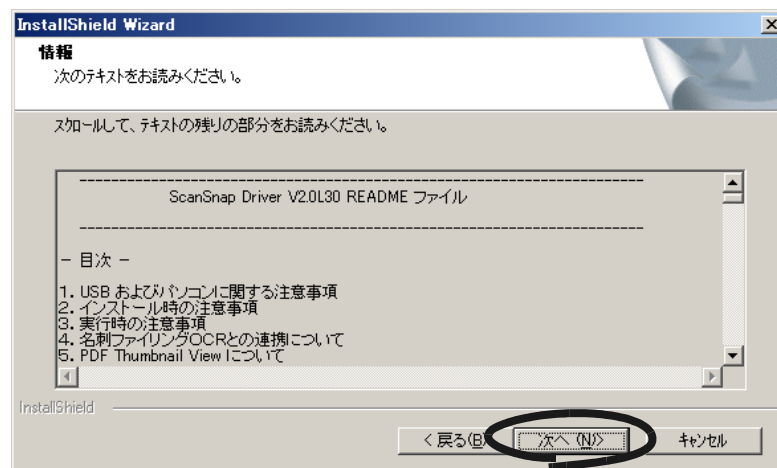 InstallShield Wizard
情報
次のテキストをお読みください。
スクロールして、テキストの残りの部分をお読みください。
ScanSnap Driver V2.0L30 README ファイル
- 目次 -
1. USB およびパソコンに関する注意事項
2. インストール時の注意事項
3. 実行時の注意事項
4. 名刺ファイリングOCRとの連携について
5. PDF Thumbnail View について
InstallShield
< 戻る(B)
次へ (N)>
キャンセル